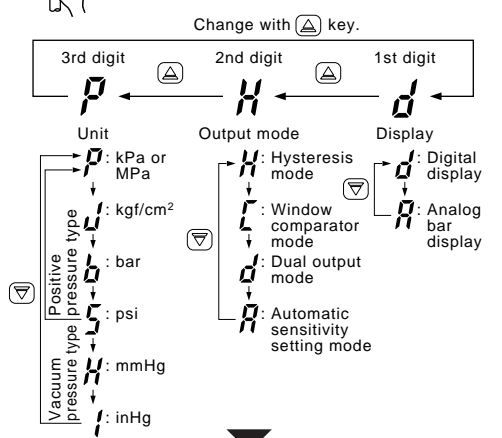 Change with key.
3rd digit 2nd digit 1st digit
P H d
Unit Output mode Display
P: kPa or
MPa
J: kgf/cm²
b: bar
5: psi
H: mmHg
I: inHg
Positive
pressure type
Vacuum
pressure type
H: Hysteresis
mode
C: Window
comparator
mode
d: Dual output
mode
A: Automatic
sensitivity
setting mode
d: Digital
display
A: Analog
bar
display